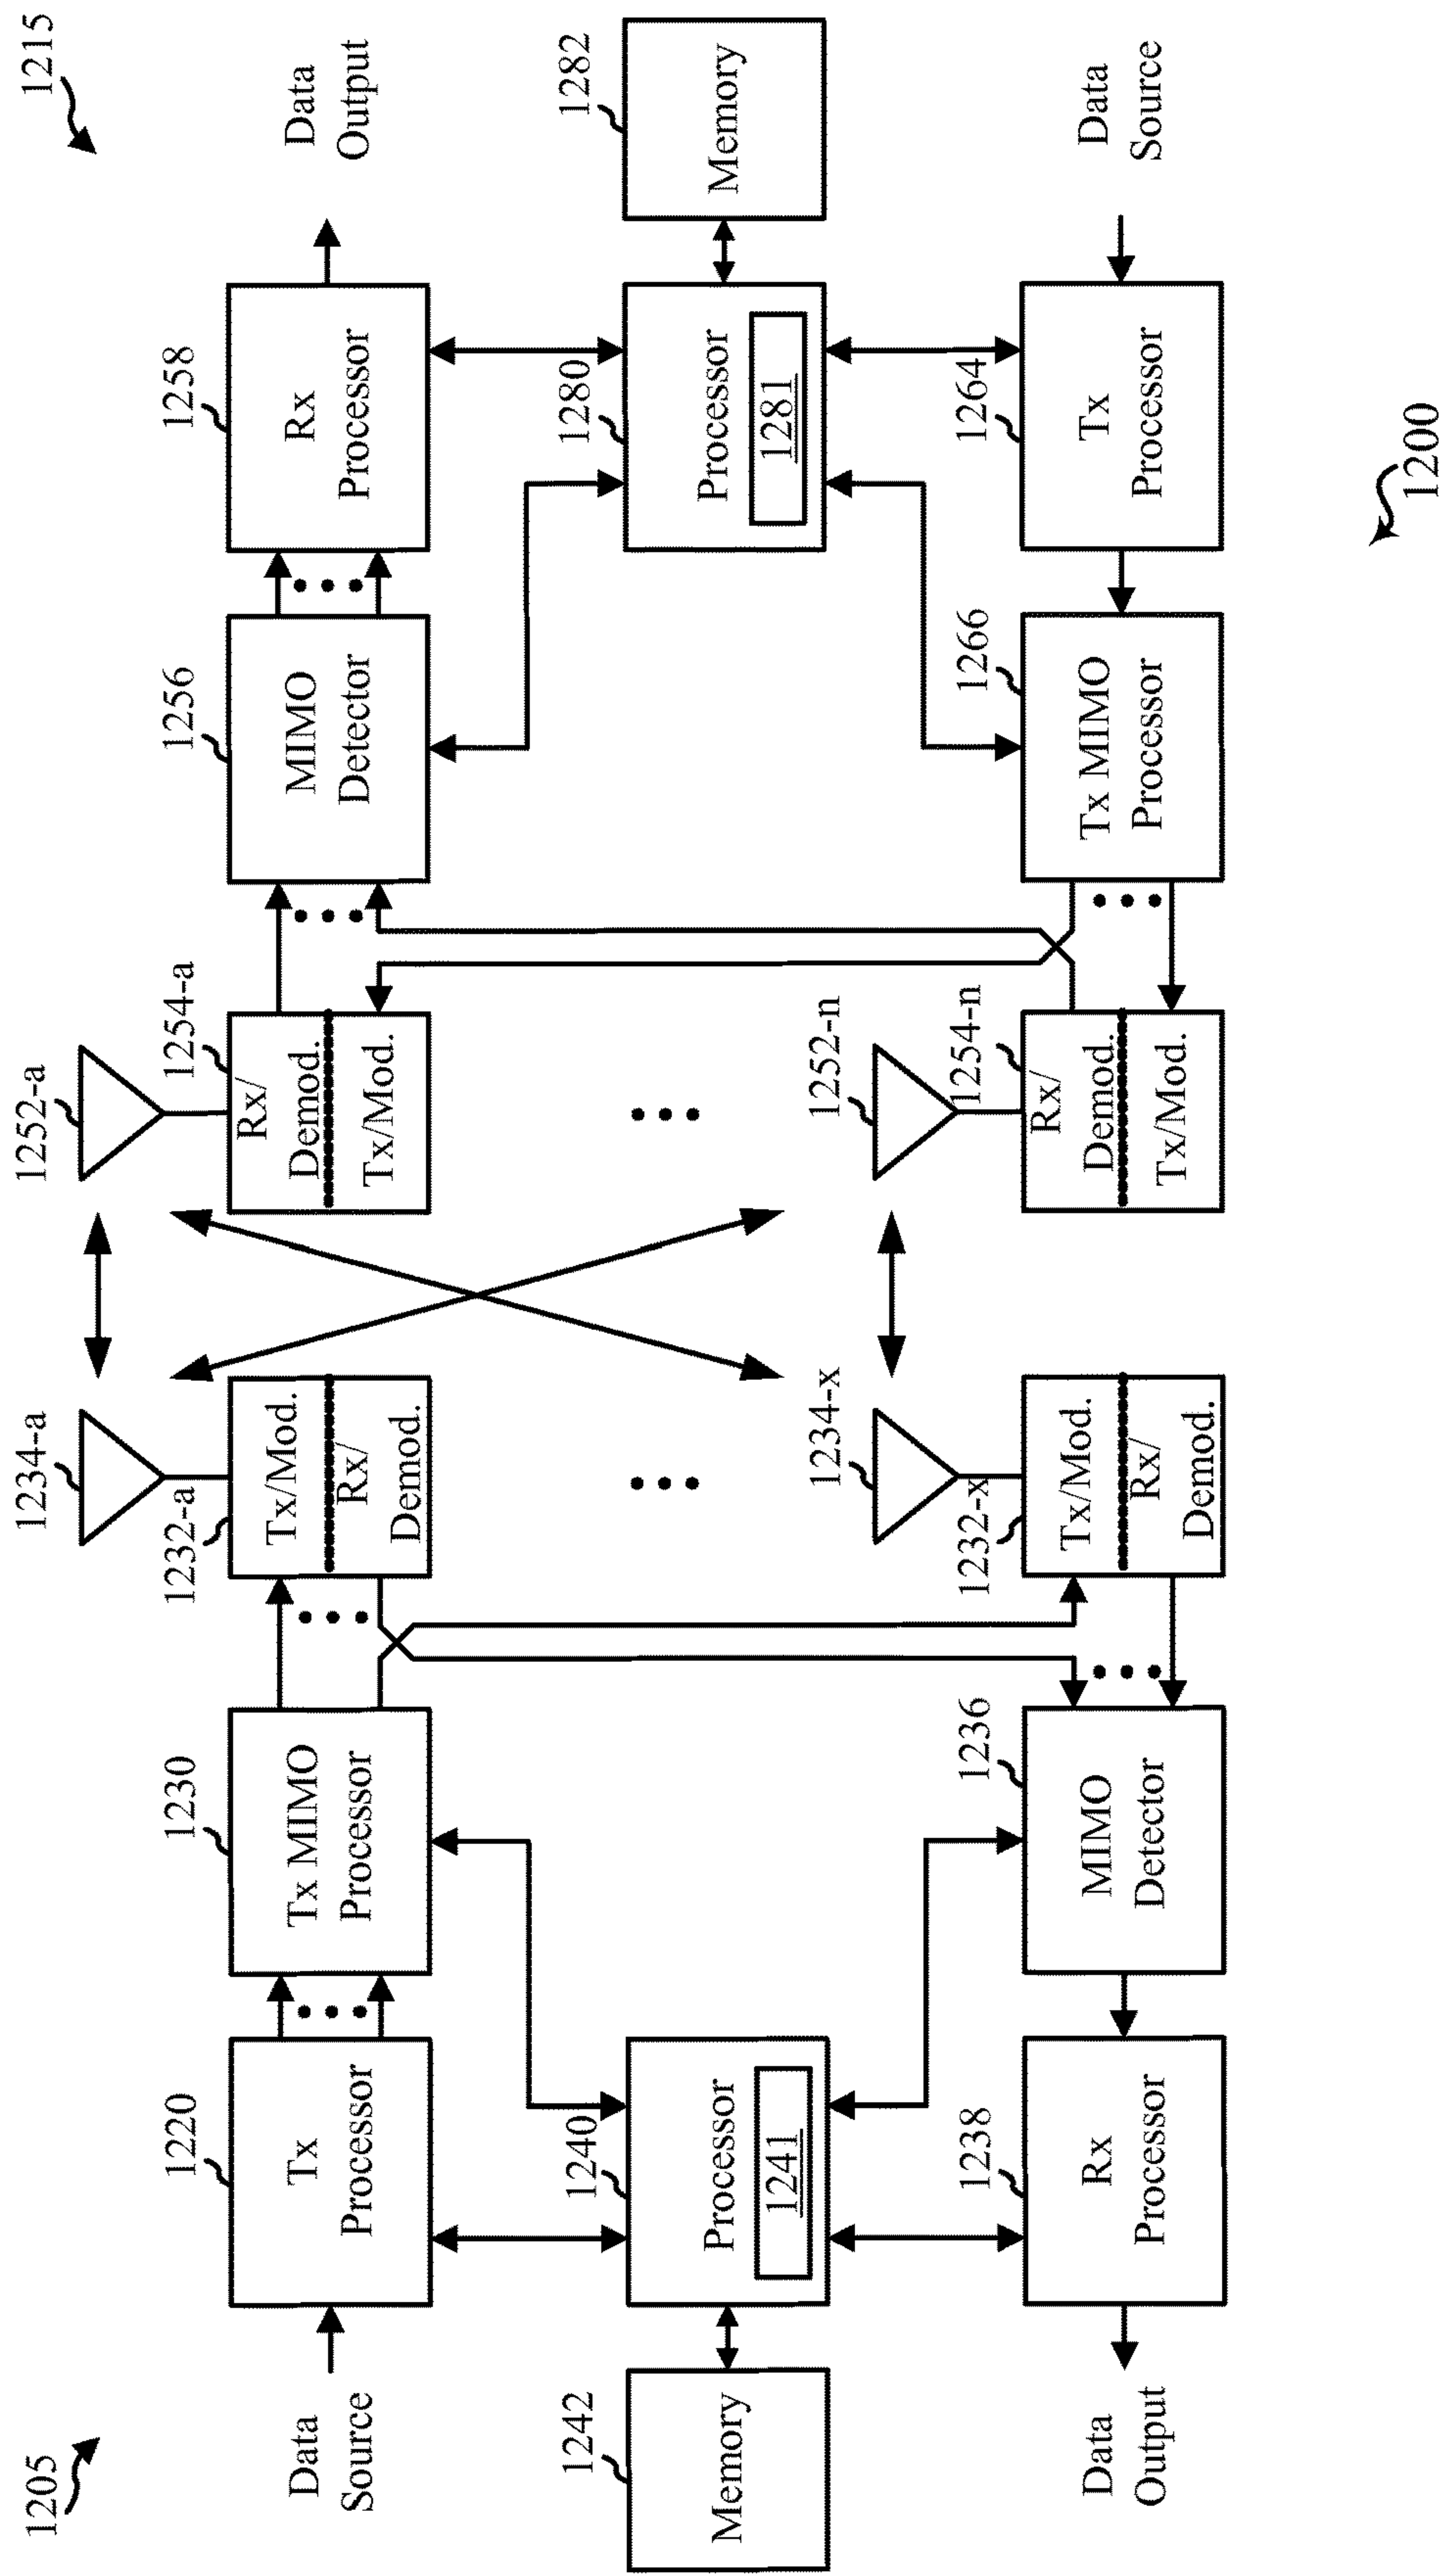 1205
1215
Data
Source
1220
Tx
Processor
1230
Tx MIMO
Processor
1234-a
1232-a
Tx/Mod.
Rx/
Demod.
1252-a
1254-a
Rx/
Demod.
Tx/Mod.
1256
MIMO
Detector
1258
Rx
Processor
Data
Output
1242
Memory
1240
Processor
1241
1280
Processor
1281
1282
Memory
Data
Output
1238
Rx
Processor
1236
MIMO
Detector
1234-x
1232-x
Tx/Mod.
Rx/
Demod.
1252-n
1254-n
Rx/
Demod.
Tx/Mod.
1266
Tx MIMO
Processor
1264
Tx
Processor
Data
Source
1200